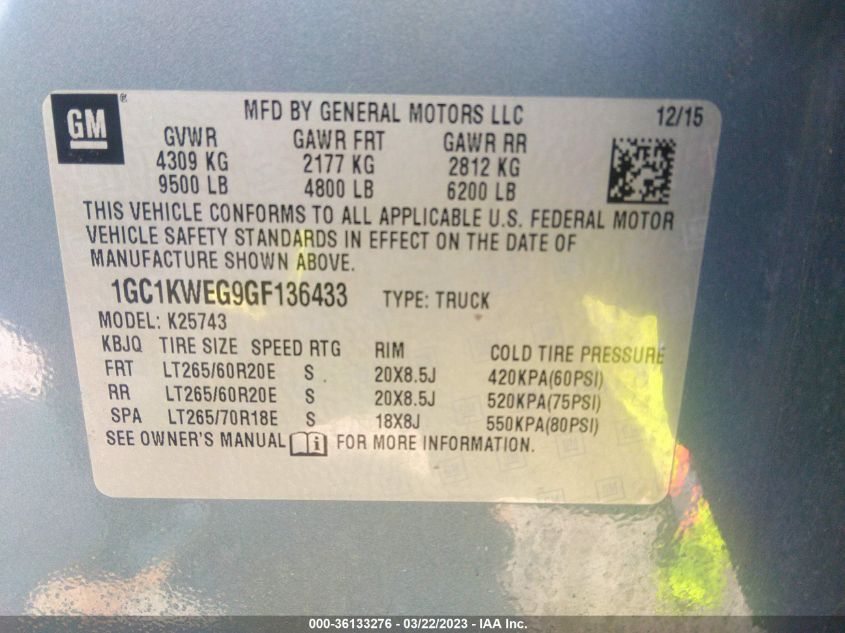 GM
MFD BY GENERAL MOTORS LLC 12/15
GVWR GAWR FRT GAWR RR
4309 KG 2177 KG 2812 KG
9500 LB 4800 LB 6200 LB
THIS VEHICLE CONFORMS TO ALL APPLICABLE U.S. FEDERAL MOTOR
VEHICLE SAFETY STANDARDS IN EFFECT ON THE DATE OF
MANUFACTURE SHOWN ABOVE.
1GC1KWEG9GF136433 TYPE: TRUCK
MODEL: K25743
KBJQ TIRE SIZE SPEED RTG RIM COLD TIRE PRESSURE
FRT LT265/60R20E S 20X8.5J 420KPA(60PSI)
RR LT265/60R20E S 20X8.5J 520KPA(75PSI)
SPA LT265/70R18E S 18X8J 550KPA(80PSI)
SEE OWNER'S MANUAL i FOR MORE INFORMATION.
000-36133276 - 03/22/2023 - IAA Inc.